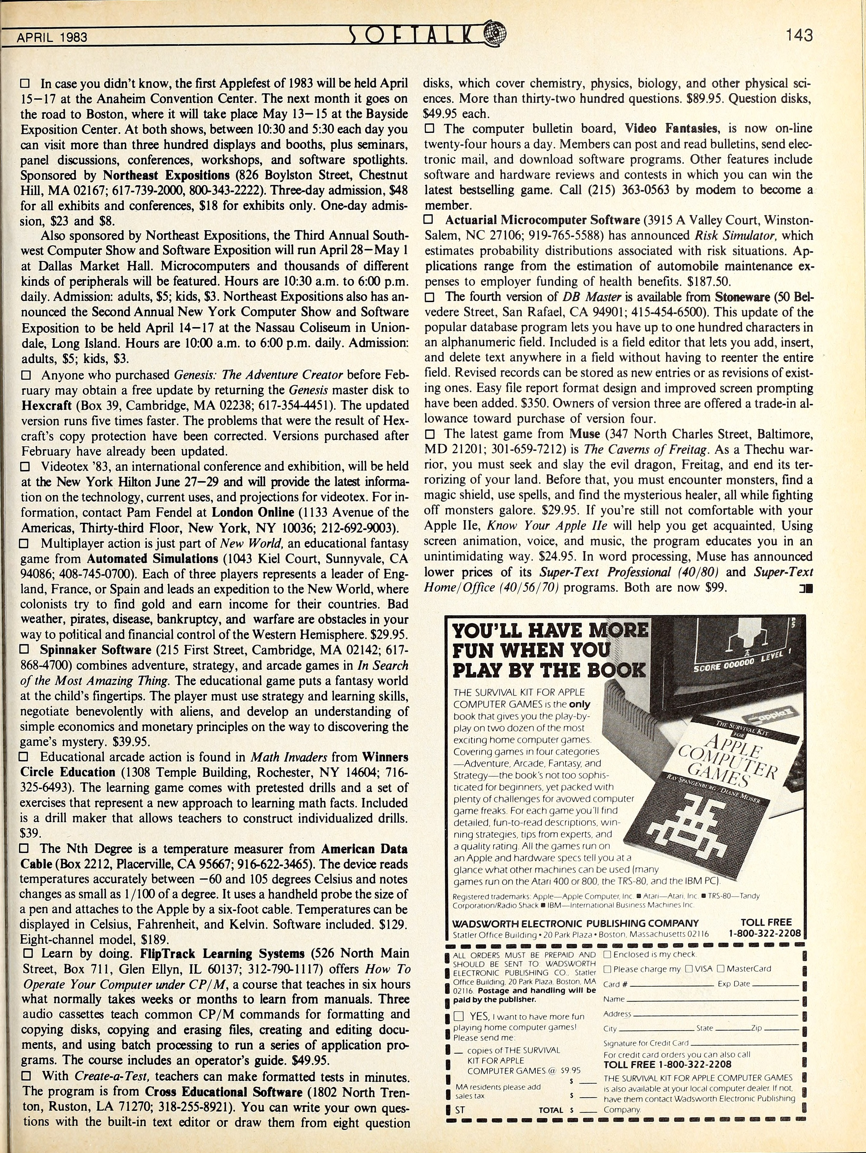 APRIL 1983
SOFTALK
143
□ In case you didn't know, the first Applefest of 1983 will be held April
15–17 at the Anaheim Convention Center. The next month it goes on
the road to Boston, where it will take place May 13–15 at the Bayside
Exposition Center. At both shows, between 10:30 and 5:30 each day you
can visit more than three hundred displays and booths, plus seminars,
panel discussions, conferences, workshops, and software spotlights.
Sponsored by Northeast Expositions (826 Boylston Street, Chestnut
Hill, MA 02167; 617-739-2000, 800-343-2222). Three-day admission, $48
for all exhibits and conferences, $18 for exhibits only. One-day admis-
sion, $23 and $8.
Also sponsored by Northeast Expositions, the Third Annual South-
west Computer Show and Software Exposition will run April 28–May 1
at Dallas Market Hall. Microcomputers and thousands of different
kinds of peripherals will be featured. Hours are 10:30 a.m. to 6:00 p.m.
daily. Admission: adults, $5; kids, $3. Northeast Expositions also has an-
nounced the Second Annual New York Computer Show and Software
Exposition to be held April 14–17 at the Nassau Coliseum in Union-
dale, Long Island. Hours are 10:00 a.m. to 6:00 p.m. daily. Admission:
adults, $5; kids, $3.
□ Anyone who purchased Genesis: The Adventure Creator before Feb-
ruary may obtain a free update by returning the Genesis master disk to
Hexcraft (Box 39, Cambridge, MA 02238; 617-354-4451). The updated
version runs five times faster. The problems that were the result of Hex-
craft's copy protection have been corrected. Versions purchased after
February have already been updated.
□ Videotex '83, an international conference and exhibition, will be held
at the New York Hilton June 27–29 and will provide the latest informa-
tion on the technology, current uses, and projections for videotex. For in-
formation, contact Pam Fendel at London Online (1133 Avenue of the
Americas, Thirty-third Floor, New York, NY 10036; 212-692-9003).
□ Multiplayer action is just part of New World, an educational fantasy
game from Automated Simulations (1043 Kiel Court, Sunnyvale, CA
94086; 408-745-0700). Each of three players represents a leader of Eng-
land, France, or Spain and leads an expedition to the New World, where
colonists try to find gold and earn income for their countries. Bad
weather, pirates, disease, bankruptcy, and warfare are obstacles in your
way to political and financial control of the Western Hemisphere. $29.95.
□ Spinnaker Software (215 First Street, Cambridge, MA 02142; 617-
868-4700) combines adventure, strategy, and arcade games in In Search
of the Most Amazing Thing. The educational game puts a fantasy world
at the child's fingertips. The player must use strategy and learning skills,
negotiate benevolently with aliens, and develop an understanding of
simple economics and monetary principles on the way to discovering the
game's mystery. $39.95.
□ Educational arcade action is found in Math Invaders from Winners
Circle Education (1308 Temple Building, Rochester, NY 14604; 716-
325-6493). The learning game comes with pretested drills and a set of
exercises that represent a new approach to learning math facts. Included
is a drill maker that allows teachers to construct individualized drills.
$39.
□ The Nth Degree is a temperature measurer from American Data
Cable (Box 2212, Placerville, CA 95667; 916-622-3465). The device reads
temperatures accurately between −60 and 105 degrees Celsius and notes
changes as small as 1/100 of a degree. It uses a handheld probe the size of
a pen and attaches to the Apple by a six-foot cable. Temperatures can be
displayed in Celsius, Fahrenheit, and Kelvin. Software included. $129.
Eight-channel model, $189.
□ Learn by doing. FlipTrack Learning Systems (526 North Main
Street, Box 711, Glen Ellyn, IL 60137; 312-790-1117) offers How To
Operate Your Computer under CP/M, a course that teaches in six hours
what normally takes weeks or months to learn from manuals. Three
audio cassettes teach common CP/M commands for formatting and
copying disks, copying and erasing files, creating and editing docu-
ments, and using batch processing to run a series of application pro-
grams. The course includes an operator's guide. $49.95.
□ With Create-a-Test, teachers can make formatted tests in minutes.
The program is from Cross Educational Software (1802 North Tren-
ton, Ruston, LA 71270; 318-255-8921). You can write your own ques-
tions with the built-in text editor or draw them from eight question
disks, which cover chemistry, physics, biology, and other physical sci-
ences. More than thirty-two hundred questions. $89.95. Question disks,
$49.95 each.
□ The computer bulletin board, Video Fantasies, is now on-line
twenty-four hours a day. Members can post and read bulletins, send elec-
tronic mail, and download software programs. Other features include
software and hardware reviews and contests in which you can win the
latest bestselling game. Call (215) 363-0563 by modem to become a
member.
□ Actuarial Microcomputer Software (3915 A Valley Court, Winston-
Salem, NC 27106; 919-765-5588) has announced Risk Simulator, which
estimates probability distributions associated with risk situations. Ap-
plications range from the estimation of automobile maintenance ex-
penses to employer funding of health benefits. $187.50.
□ The fourth version of DB Master is available from Stoneware (50 Bel-
vedere Street, San Rafael, CA 94901; 415-454-6500). This update of the
popular database program lets you have up to one hundred characters in
an alphanumeric field. Included is a field editor that lets you add, insert,
and delete text anywhere in a field without having to reenter the entire
field. Revised records can be stored as new entries or as revisions of exist-
ing ones. Easy file report format design and improved screen prompting
have been added. $350. Owners of version three are offered a trade-in al-
lowance toward purchase of version four.
□ The latest game from Muse (347 North Charles Street, Baltimore,
MD 21201; 301-659-7212) is The Caverns of Freitag. As a Thechu war-
rior, you must seek and slay the evil dragon, Freitag, and end its ter-
rorizing of your land. Before that, you must encounter monsters, find a
magic shield, use spells, and find the mysterious healer, all while fighting
off monsters galore. $29.95. If you're still not comfortable with your
Apple IIe, Know Your Apple IIe will help you get acquainted. Using
screen animation, voice, and music, the program educates you in an
unintimidating way. $24.95. In word processing, Muse has announced
lower prices of its Super-Text Professional (40/80) and Super-Text
Home/Office (40/56/70) programs. Both are now $99.
YOU'LL HAVE MORE
FUN WHEN YOU
PLAY BY THE BOOK
THE SURVIVAL KIT FOR APPLE
COMPUTER GAMES is the only
book that gives you the play-by-
play on two dozen of the most
exciting home computer games.
Covering games in four categories
—Adventure, Arcade, Fantasy, and
Strategy—the book's not too sophis-
ticated for beginners, yet packed with
plenty of challenges for avowed computer
game freaks. For each game you'll find
detailed, fun-to-read descriptions, win-
ning strategies, tips from experts, and
a quality rating. All the games run on
an Apple and hardware specs tell you at a
glance what other machines can be used (many
games run on the Atari 400 or 800, the TRS-80, and the IBM PC).
SCORE 000000 LEVEL 1
apple
THE SURVIVAL KIT
FOR
APPLE
COMPUTER
GAMES
RAY SPANGENBURG · DIANE MOSER
Registered trademarks: Apple—Apple Computer, Inc. ■ Atari—Atari, Inc. ■ TRS-80—Tandy
Corporation/Radio Shack ■ IBM—International Business Machines Inc.
WADSWORTH ELECTRONIC PUBLISHING COMPANY
TOLL FREE
Statler Office Building • 20 Park Plaza • Boston, Massachusetts 02116
1-800-322-2208
ALL ORDERS MUST BE PREPAID AND
SHOULD BE SENT TO: WADSWORTH
ELECTRONIC PUBLISHING CO., Statler
Office Building, 20 Park Plaza, Boston, MA
02116. Postage and handling will be
paid by the publisher.
□ YES, I want to have more fun
playing home computer games!
Please send me:
__ copies of THE SURVIVAL
KIT FOR APPLE
COMPUTER GAMES @ $9.95
$ ___
MA residents please add
sales tax
$ ___
ST
TOTAL $ ___
□ Enclosed is my check.
□ Please charge my □ VISA □ MasterCard
Card # ___ Exp Date ___
Name ___
Address ___
City ___ State ___ Zip ___
Signature for Credit Card ___
For credit card orders you can also call
TOLL FREE 1-800-322-2208
THE SURVIVAL KIT FOR APPLE COMPUTER GAMES
is also available at your local computer dealer. If not,
have them contact Wadsworth Electronic Publishing
Company.